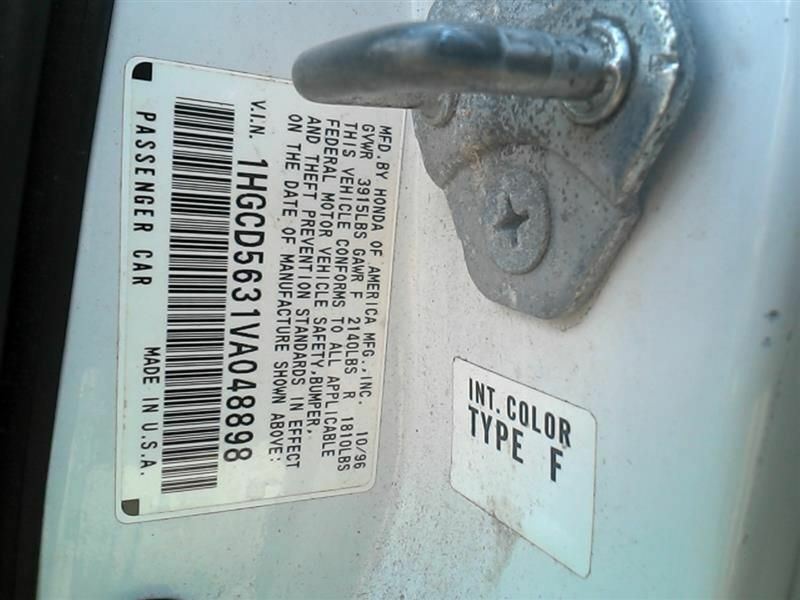 MFD.BY HONDA OF AMERICA MFG.,INC. 10/96
GVWR 3915LBS GAWR F 2140LBS R 1810LBS
THIS VEHICLE CONFORMS TO ALL APPLICABLE
FEDERAL MOTOR VEHICLE SAFETY,BUMPER,
AND THEFT PREVENTION STANDARDS IN EFFECT
ON THE DATE OF MANUFACTURE SHOWN ABOVE:
V.I.N. 1HGCD5631VA048898
PASSENGER CAR MADE IN U.S.A.
INT. COLOR
TYPE F